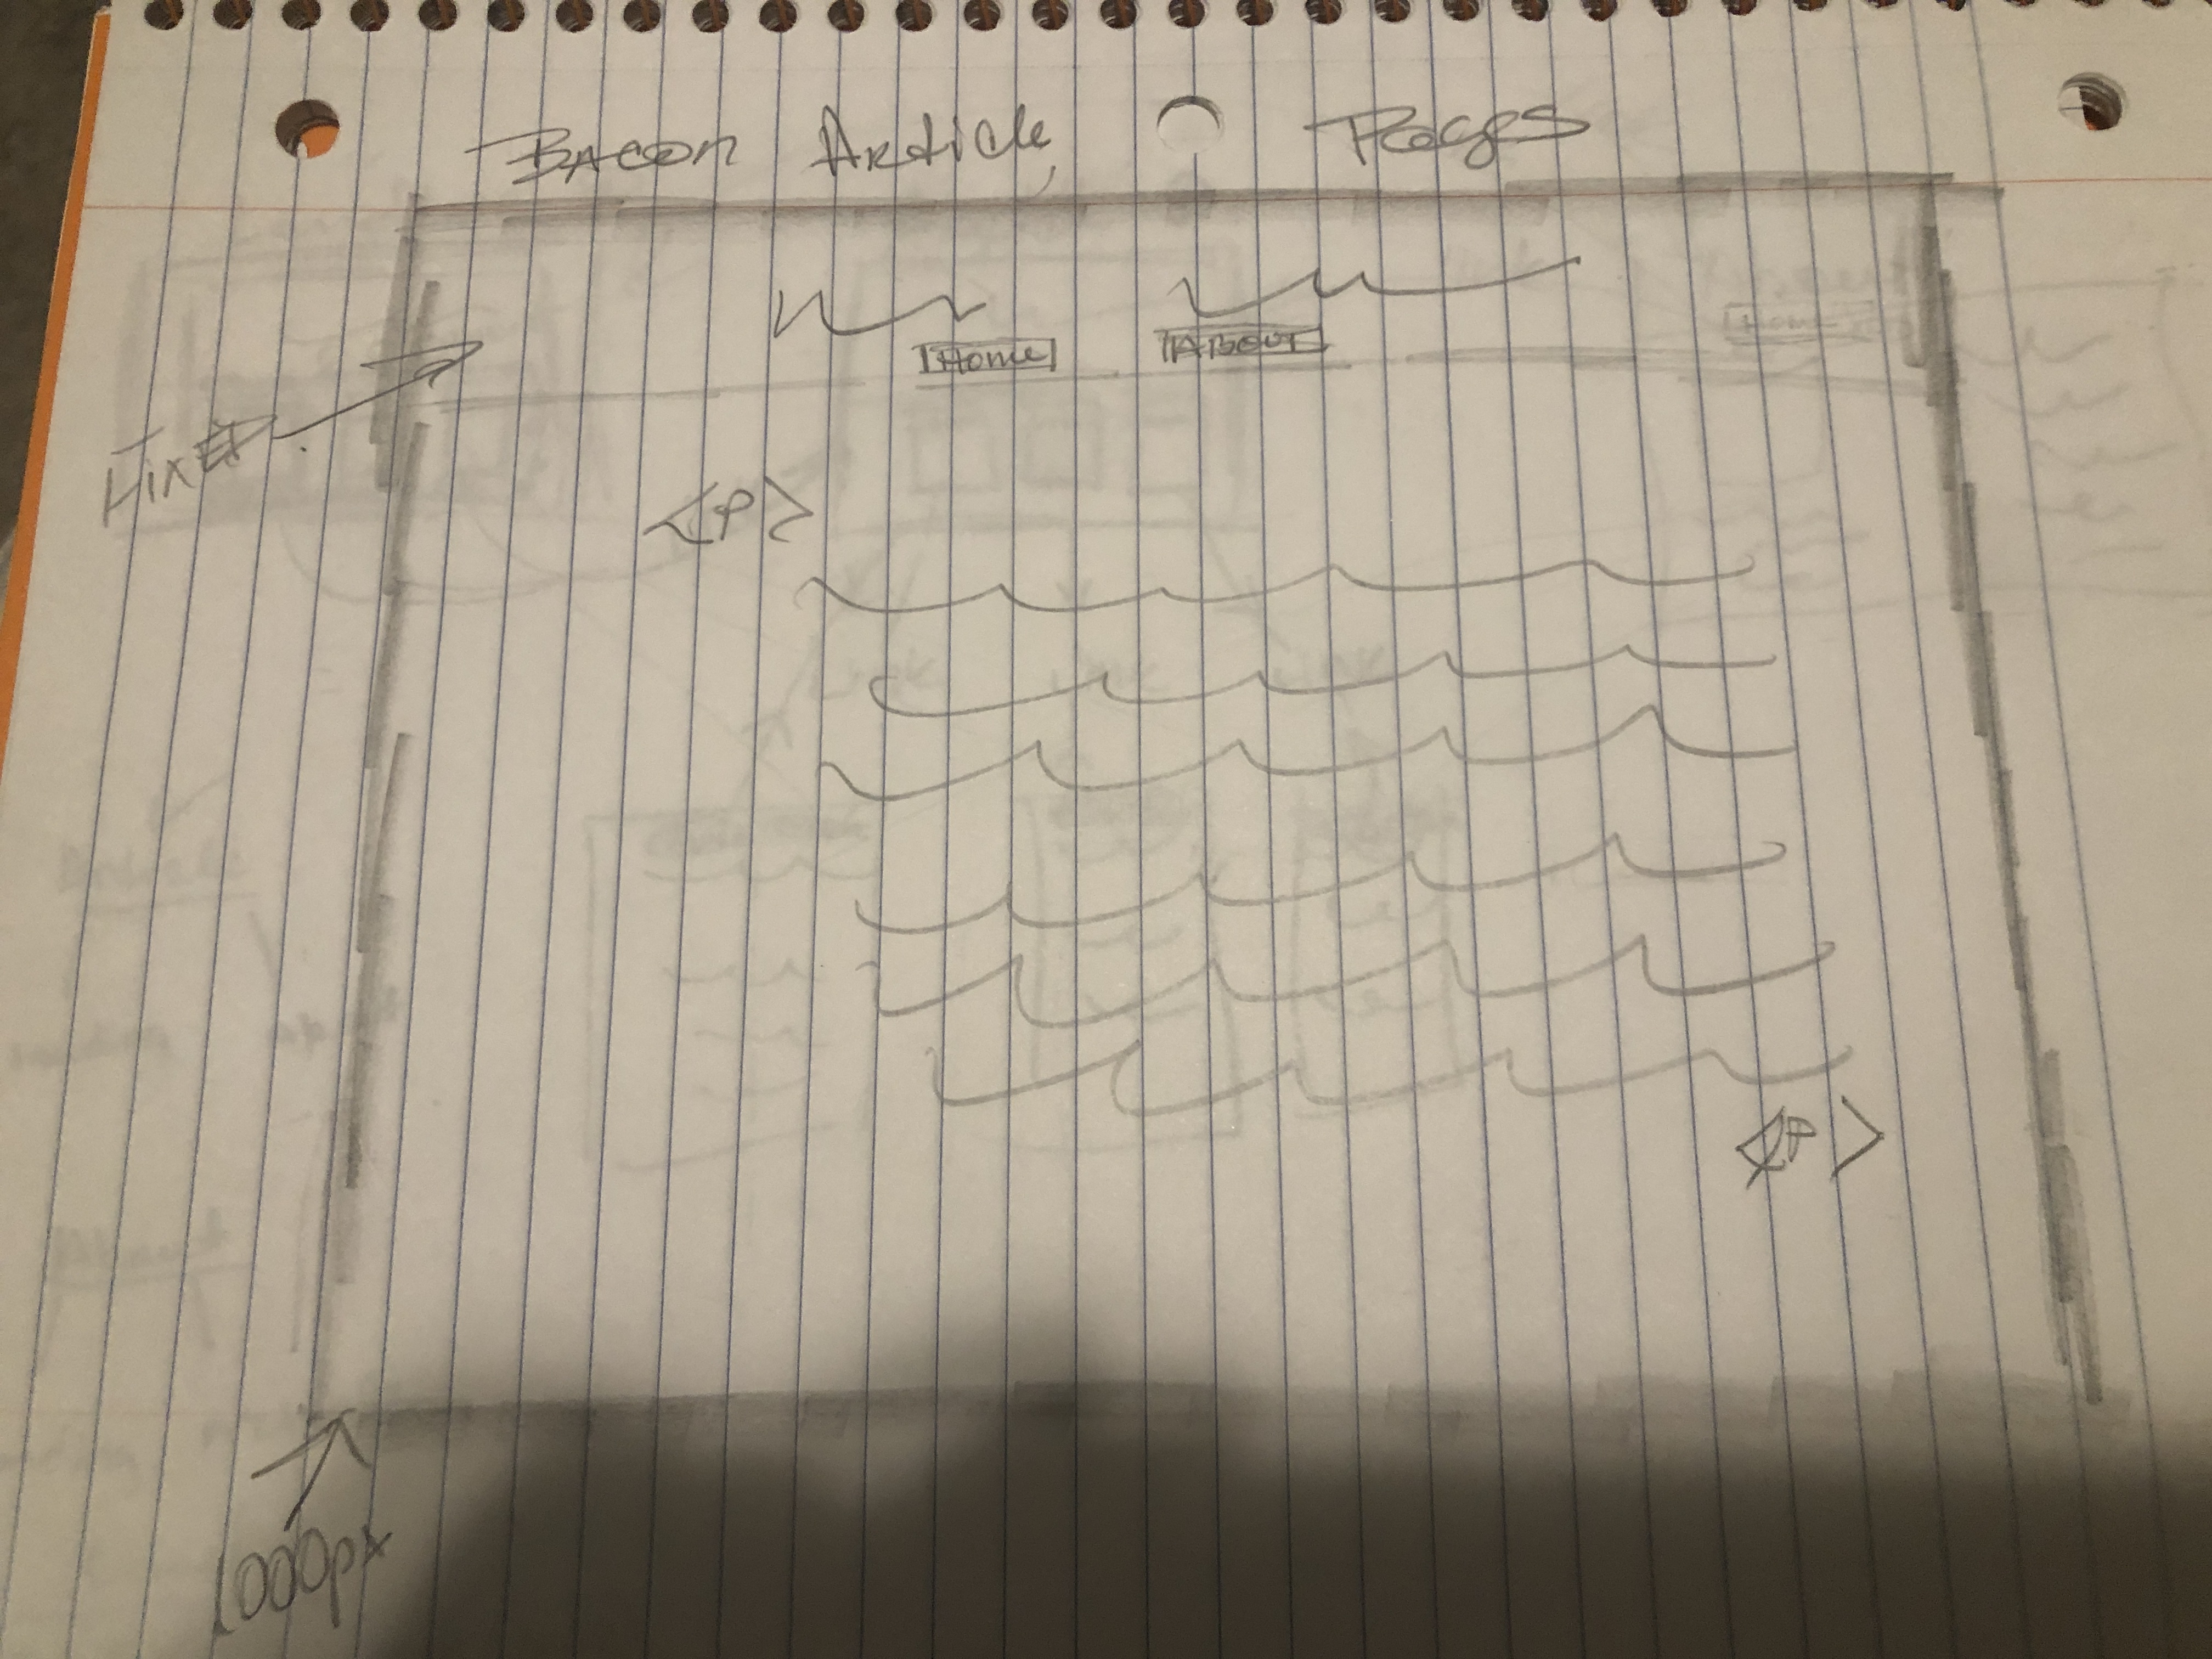 Bacon Article, Pages
Fixed
Home About
<p>
1000px